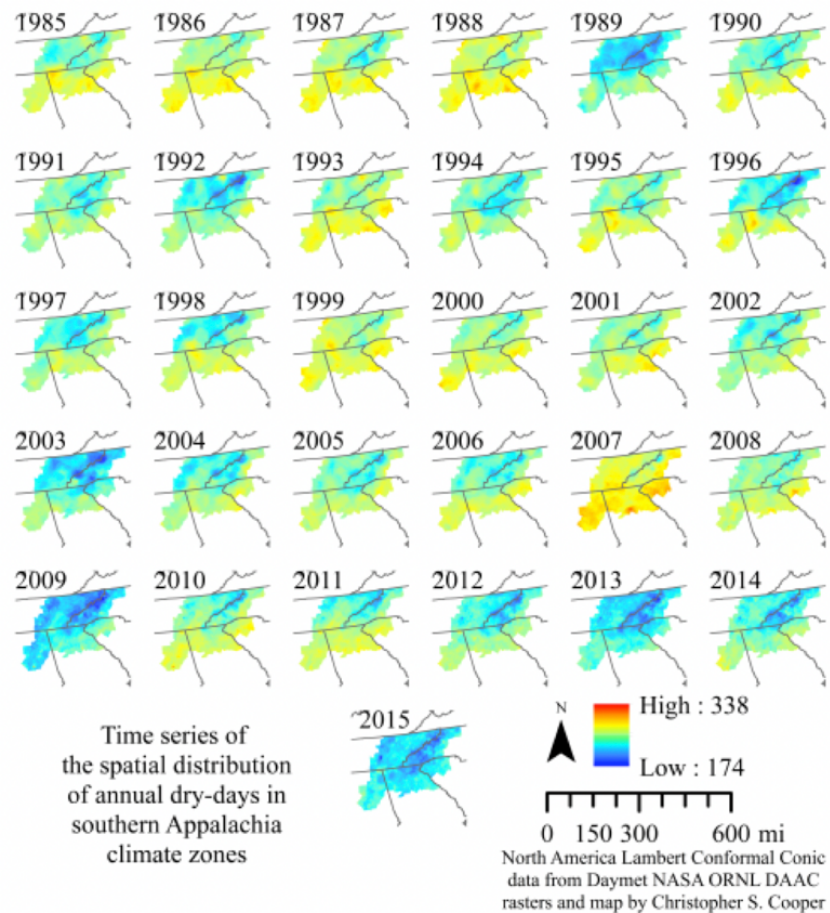 1985 1986 1987 1988 1989 1990
1991 1992 1993 1994 1995 1996
1997 1998 1999 2000 2001 2002
2003 2004 2005 2006 2007 2008
2009 2010 2011 2012 2013 2014
2015
Time series of
the spatial distribution
of annual dry-days in
southern Appalachia
climate zones
N
High : 338
Low : 174
0 150 300 600 mi
North America Lambert Conformal Conic
data from Daymet NASA ORNL DAAC
rasters and map by Christopher S. Cooper